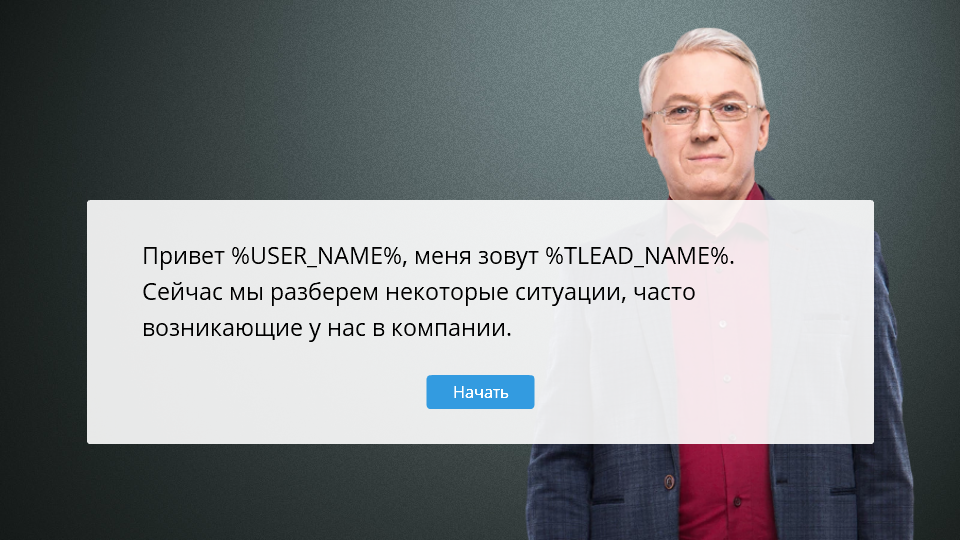 Привет %USER_NAME%, меня зовут %TLEAD_NAME%.
Сейчас мы разберем некоторые ситуации, часто
возникающие у нас в компании.
Начать